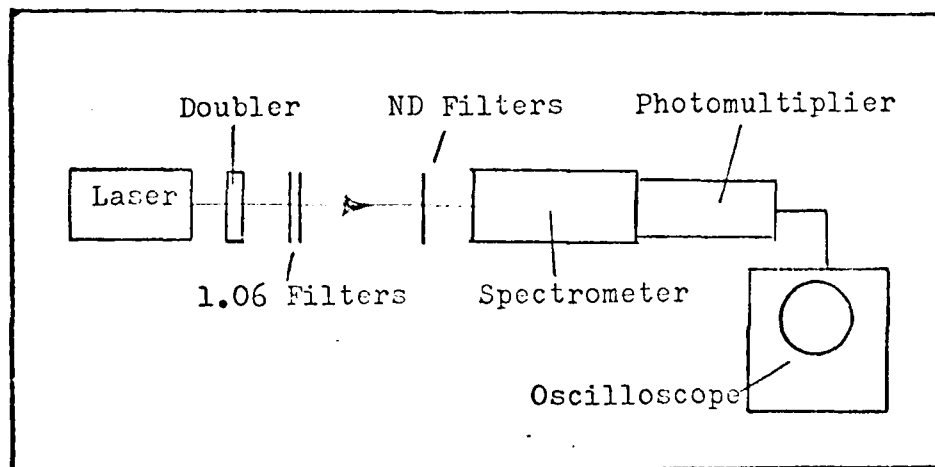 Doubler
ND Filters
Photomultiplier
Laser
1.06 Filters
Spectrometer
Oscilloscope